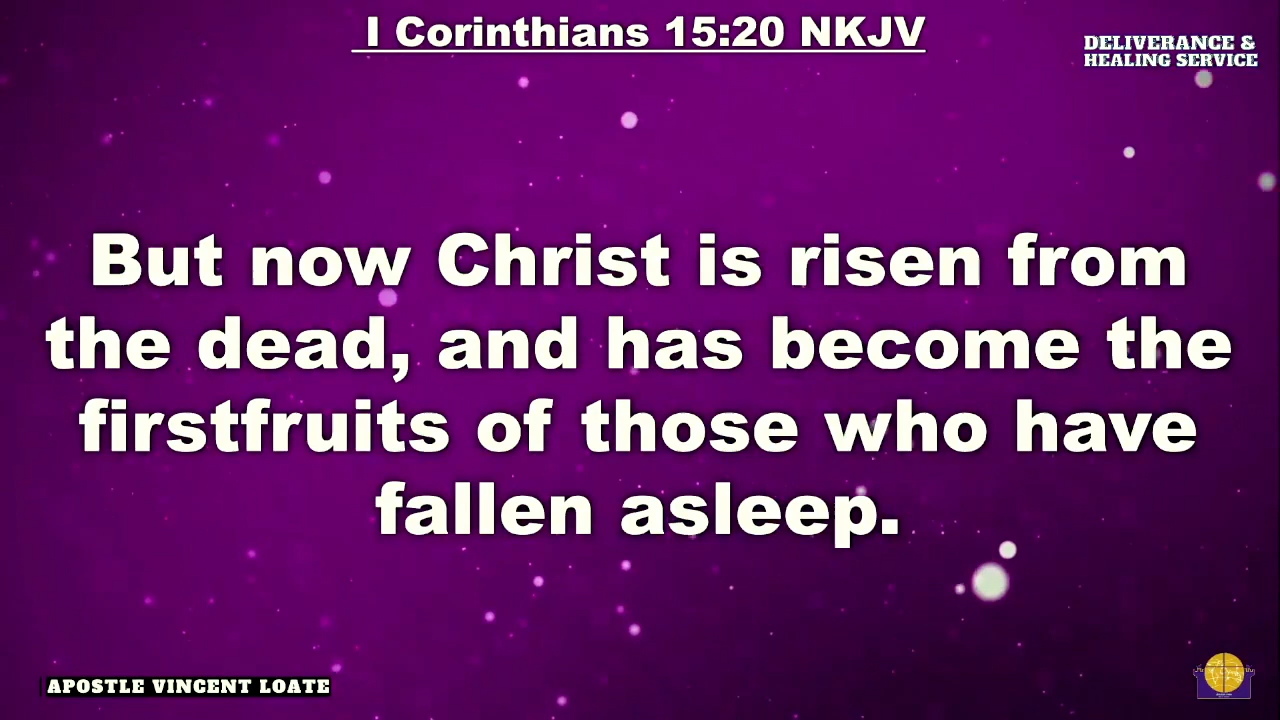 I Corinthians 15:20 NKJV
DELIVERANCE &
HEALING SERVICE
But now Christ is risen from
the dead, and has become the
firstfruits of those who have
fallen asleep.
APOSTLE VINCENT LOATE